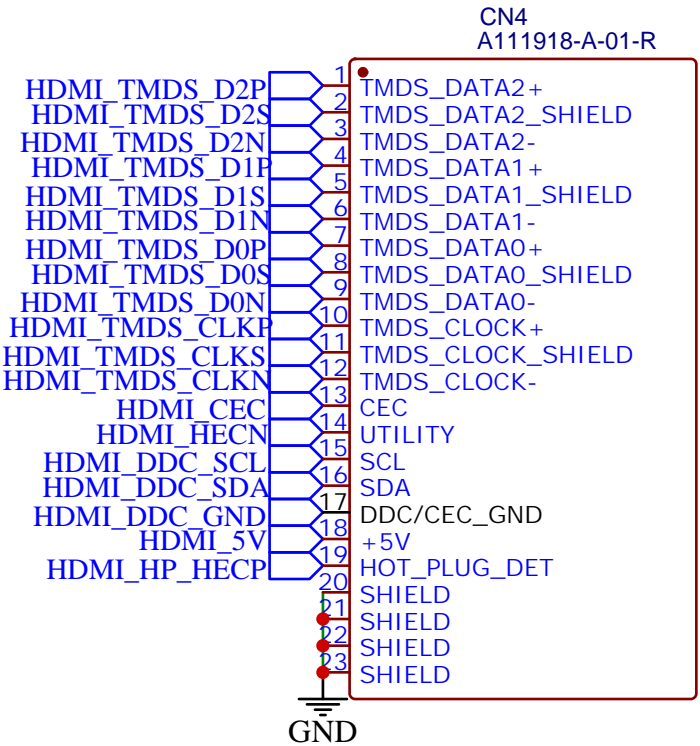 CN4
A111918-A-01-R
HDMI_TMDS_D2P 1 TMDS_DATA2+
HDMI_TMDS_D2S 2 TMDS_DATA2_SHIELD
HDMI_TMDS_D2N 3 TMDS_DATA2-
HDMI_TMDS_D1P 4 TMDS_DATA1+
HDMI_TMDS_D1S 5 TMDS_DATA1_SHIELD
HDMI_TMDS_D1N 6 TMDS_DATA1-
HDMI_TMDS_D0P 7 TMDS_DATA0+
HDMI_TMDS_D0S 8 TMDS_DATA0_SHIELD
HDMI_TMDS_D0N 9 TMDS_DATA0-
HDMI_TMDS_CLKP 10 TMDS_CLOCK+
HDMI_TMDS_CLKS 11 TMDS_CLOCK_SHIELD
HDMI_TMDS_CLKN 12 TMDS_CLOCK-
HDMI_CEC 13 CEC
HDMI_HECN 14 UTILITY
HDMI_DDC_SCL 15 SCL
HDMI_DDC_SDA 16 SDA
HDMI_DDC_GND 17 DDC/CEC_GND
HDMI_5V 18 +5V
HDMI_HP_HECP 19 HOT_PLUG_DET
20 SHIELD
21 SHIELD
22 SHIELD
23 SHIELD
GND